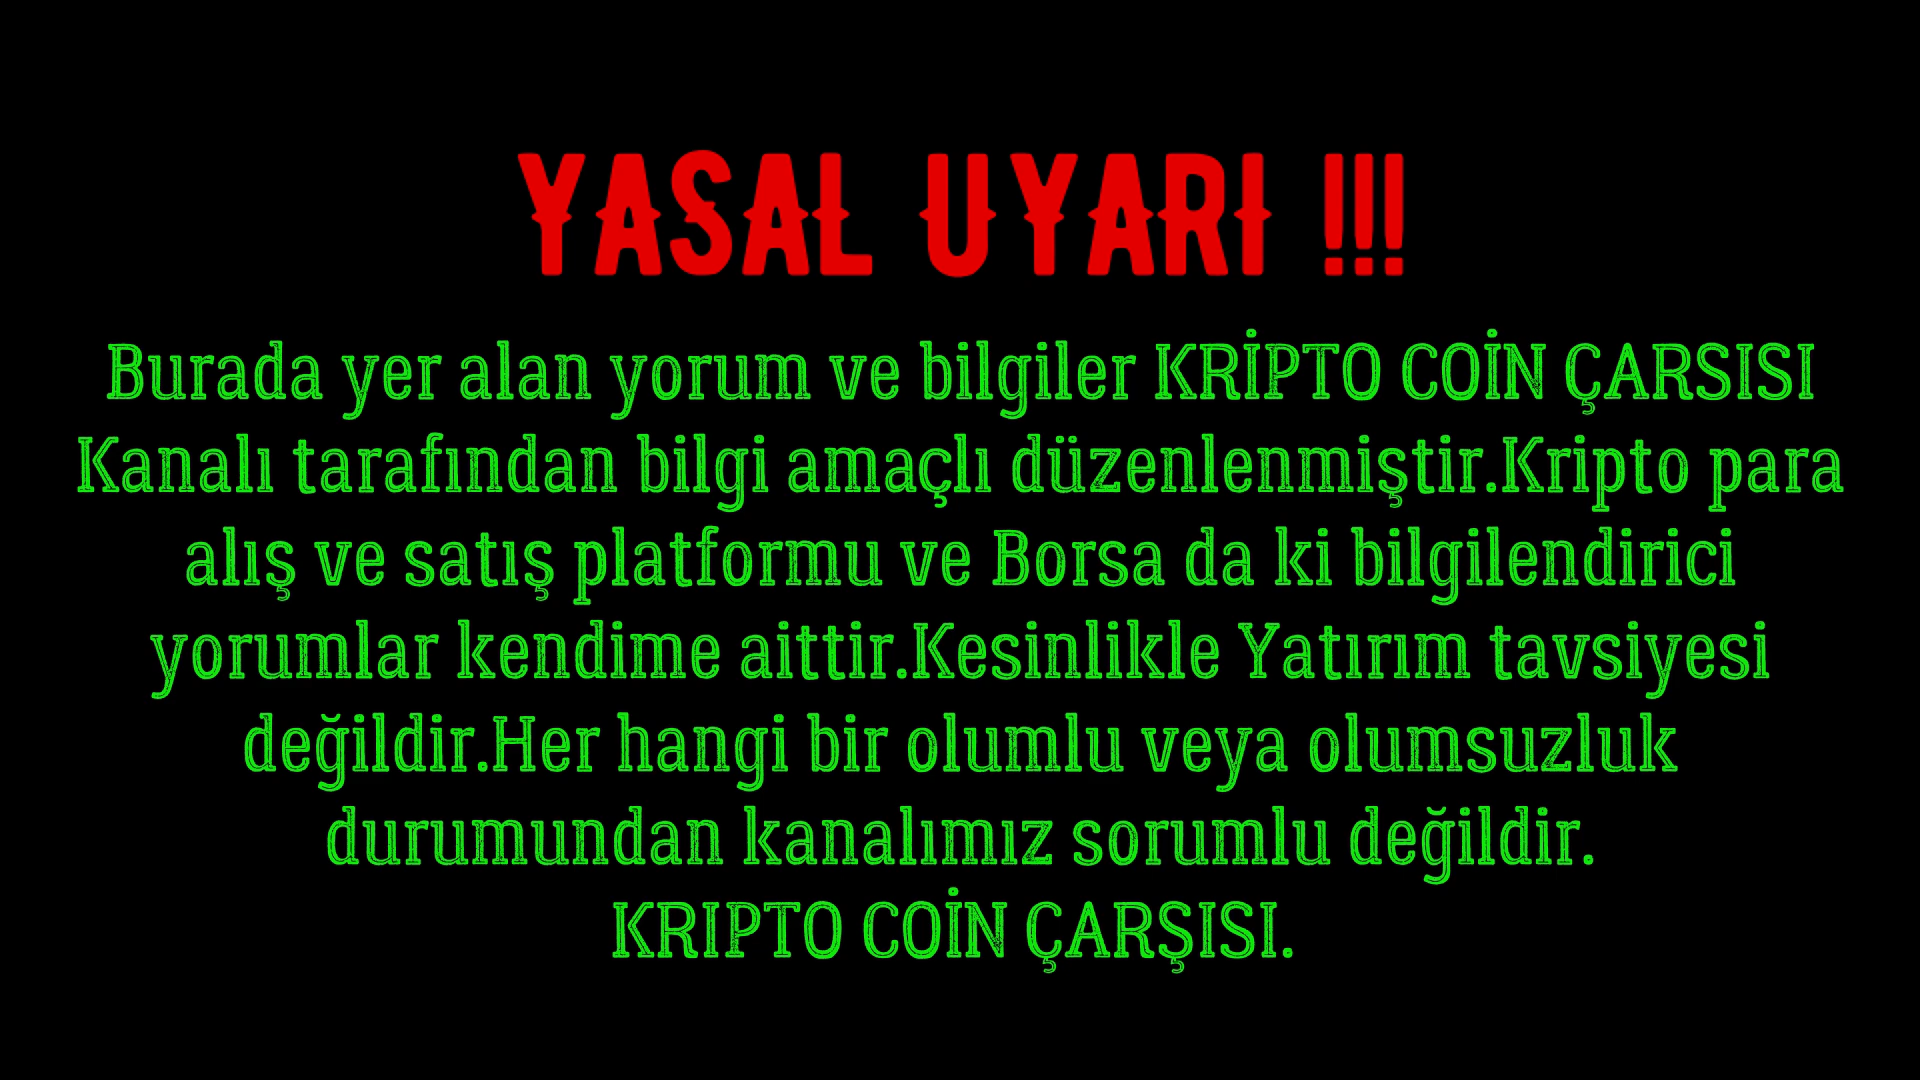 YASAL UYARI !!!
Burada yer alan yorum ve bilgiler KRİPTO COİN ÇARSISI
Kanalı tarafından bilgi amaçlı düzenlenmiştir.Kripto para
alış ve satış platformu ve Borsa da ki bilgilendirici
yorumlar kendime aittir.Kesinlikle Yatırım tavsiyesi
değildir.Her hangi bir olumlu veya olumsuzluk
durumundan kanalımız sorumlu değildir.
KRIPTO COİN ÇARŞISI.